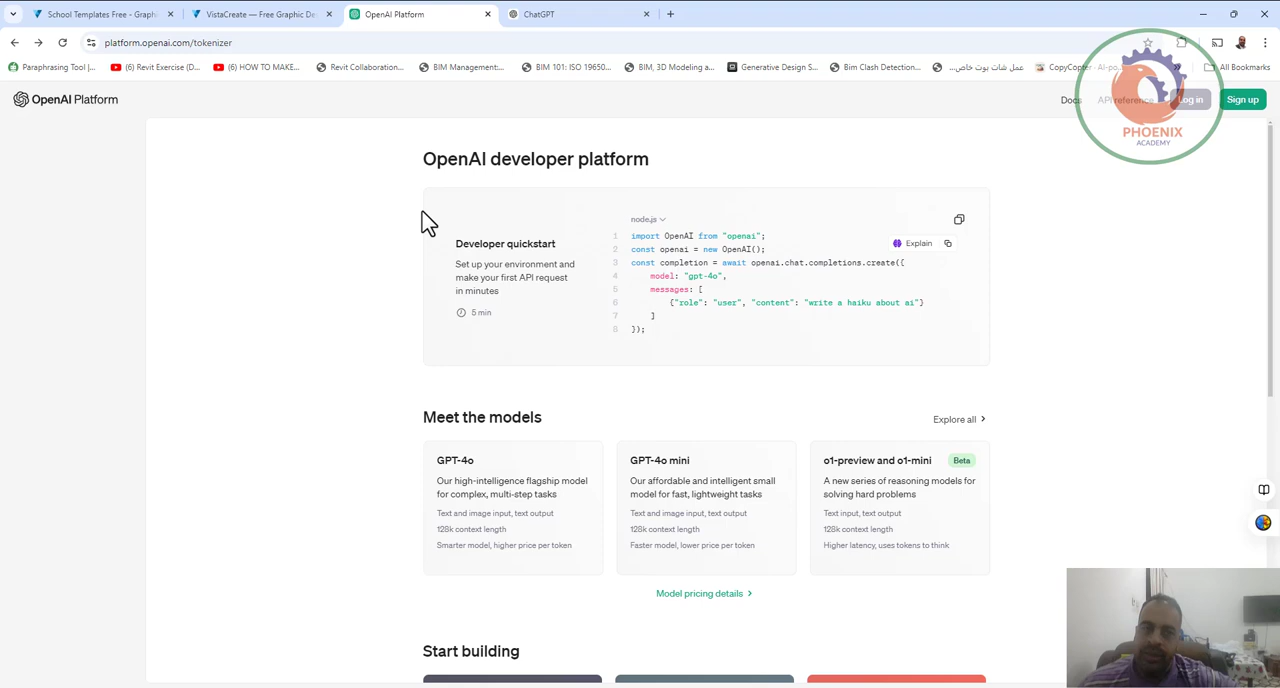 School Templates Free - Graphi
VistaCreate — Free Graphic De
OpenAI Platform
ChatGPT
platform.openai.com/tokenizer
Paraphrasing Tool |...
(6) Revit Exercise (D...
(6) HOW TO MAKE...
Revit Collaboration...
BIM Management:...
BIM 101: ISO 19650...
BIM, 3D Modeling a...
Generative Design S...
Bim Clash Detection...
عمل شات بوت خاص...
CopyCopter - AI-po...
All Bookmarks
OpenAI Platform
Docs
API reference
Log in
Sign up
PHOENIX
ACADEMY
OpenAI developer platform
Developer quickstart
Set up your environment and
make your first API request
in minutes
5 min
node.js
Explain
1 import OpenAI from "openai";
2 const openai = new OpenAI();
3 const completion = await openai.chat.completions.create({
4 model: "gpt-4o",
5 messages: [
6 {"role": "user", "content": "write a haiku about ai"}
7 ]
8 });
Meet the models
Explore all
GPT-4o
Our high-intelligence flagship model
for complex, multi-step tasks
Text and image input, text output
128k context length
Smarter model, higher price per token
GPT-4o mini
Our affordable and intelligent small
model for fast, lightweight tasks
Text and image input, text output
128k context length
Faster model, lower price per token
o1-preview and o1-mini
Beta
A new series of reasoning models for
solving hard problems
Text input, text output
128k context length
Higher latency, uses tokens to think
Model pricing details
Start building